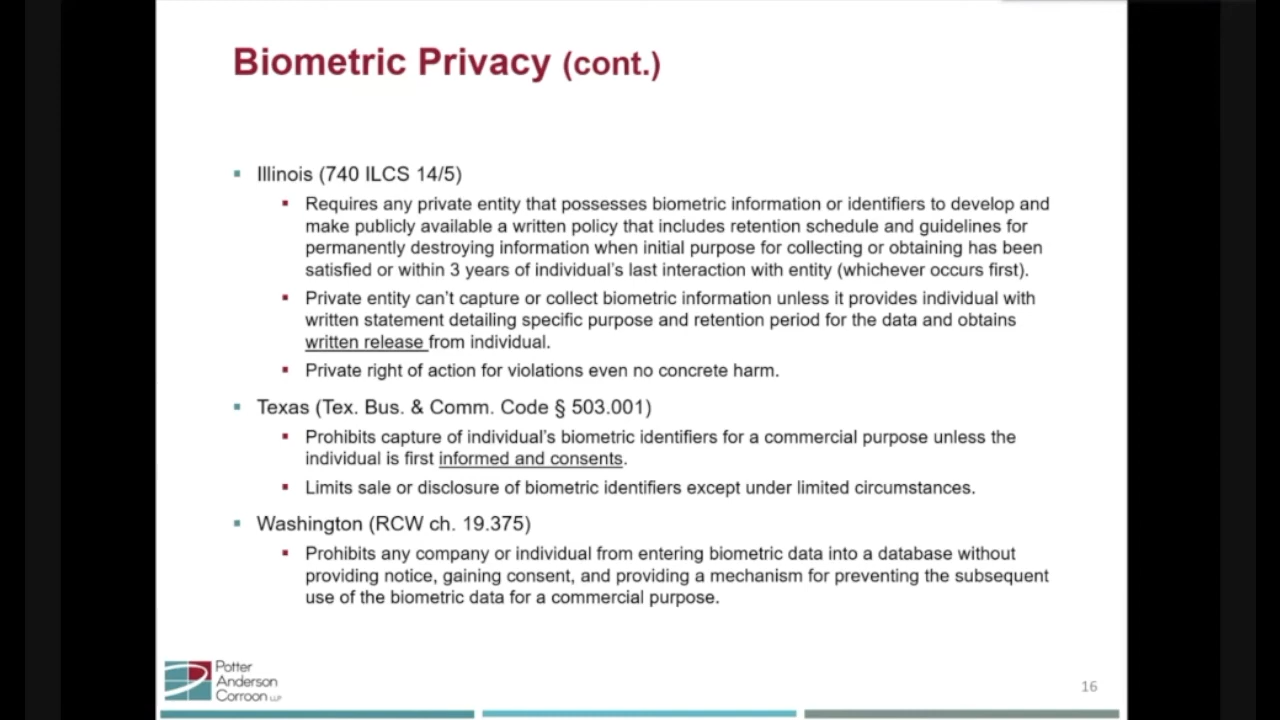 Biometric Privacy (cont.)
Illinois (740 ILCS 14/5)
Requires any private entity that possesses biometric information or identifiers to develop and
make publicly available a written policy that includes retention schedule and guidelines for
permanently destroying information when initial purpose for collecting or obtaining has been
satisfied or within 3 years of individual's last interaction with entity (whichever occurs first).
Private entity can't capture or collect biometric information unless it provides individual with
written statement detailing specific purpose and retention period for the data and obtains
written release from individual.
Private right of action for violations even no concrete harm.
Texas (Tex. Bus. & Comm. Code § 503.001)
Prohibits capture of individual's biometric identifiers for a commercial purpose unless the
individual is first informed and consents.
Limits sale or disclosure of biometric identifiers except under limited circumstances.
Washington (RCW ch. 19.375)
Prohibits any company or individual from entering biometric data into a database without
providing notice, gaining consent, and providing a mechanism for preventing the subsequent
use of the biometric data for a commercial purpose.
Potter
Anderson
Corroon LLP
16